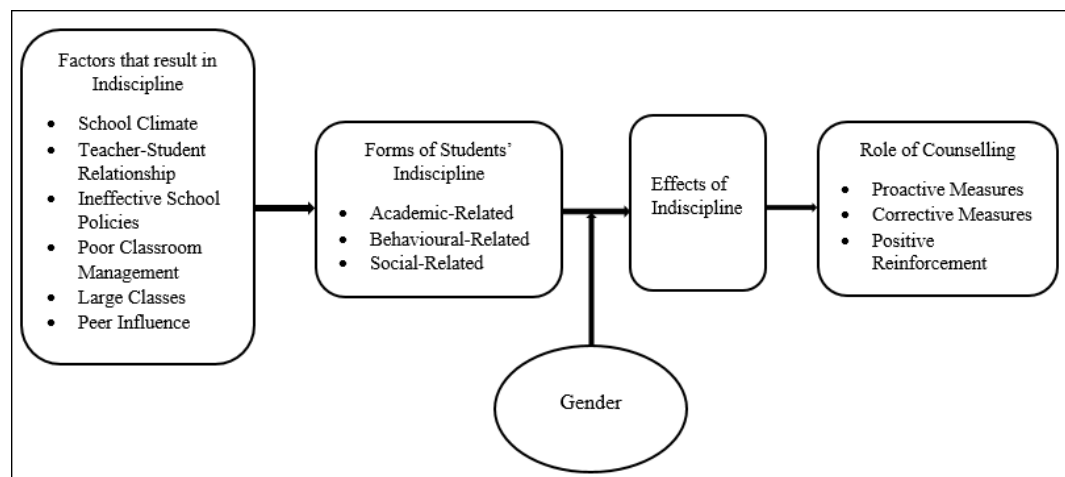 Factors that result in
Indiscipline
• School Climate
• Teacher-Student
Relationship
• Ineffective School
Policies
• Poor Classroom
Management
• Large Classes
• Peer Influence
Forms of Students’
Indiscipline
• Academic-Related
• Behavioural-Related
• Social-Related
Effects of
Indiscipline
Role of Counselling
• Proactive Measures
• Corrective Measures
• Positive
Reinforcement
Gender